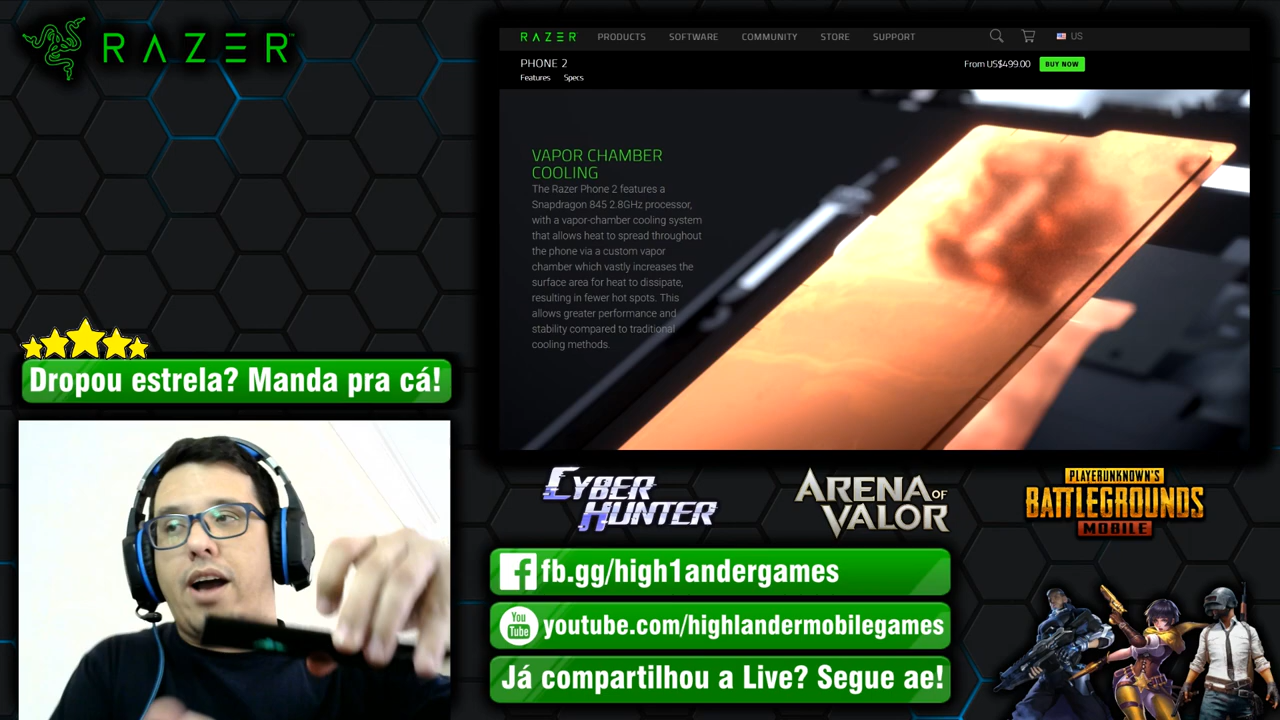 RAZER™
RAZER PRODUCTS SOFTWARE COMMUNITY STORE SUPPORT US
PHONE 2
From US$499.00 BUY NOW
Features Specs
VAPOR CHAMBER
COOLING
The Razer Phone 2 features a
Snapdragon 845 2.8GHz processor,
with a vapor-chamber cooling system
that allows heat to spread throughout
the phone via a custom vapor
chamber which vastly increases the
surface area for heat to dissipate,
resulting in fewer hot spots. This
allows greater performance and
stability compared to traditional
cooling methods.
Dropou estrela? Manda pra cá!
CYBER
HUNTER
ARENA OF
VALOR
PLAYERUNKNOWN'S
BATTLEGROUNDS
MOBILE
fb.gg/high1andergames
You
Tube
youtube.com/highlandermobilegames
Já compartilhou a Live? Segue ae!